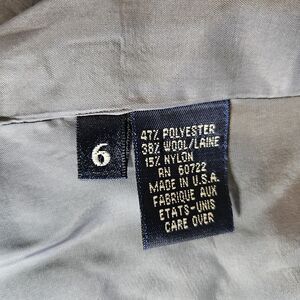 6
47% POLYESTER
38% WOOL/LAINE
15% NYLON
RN 60722
MADE IN U.S.A.
FABRIQUE AUX
ETATS-UNIS
CARE OVER